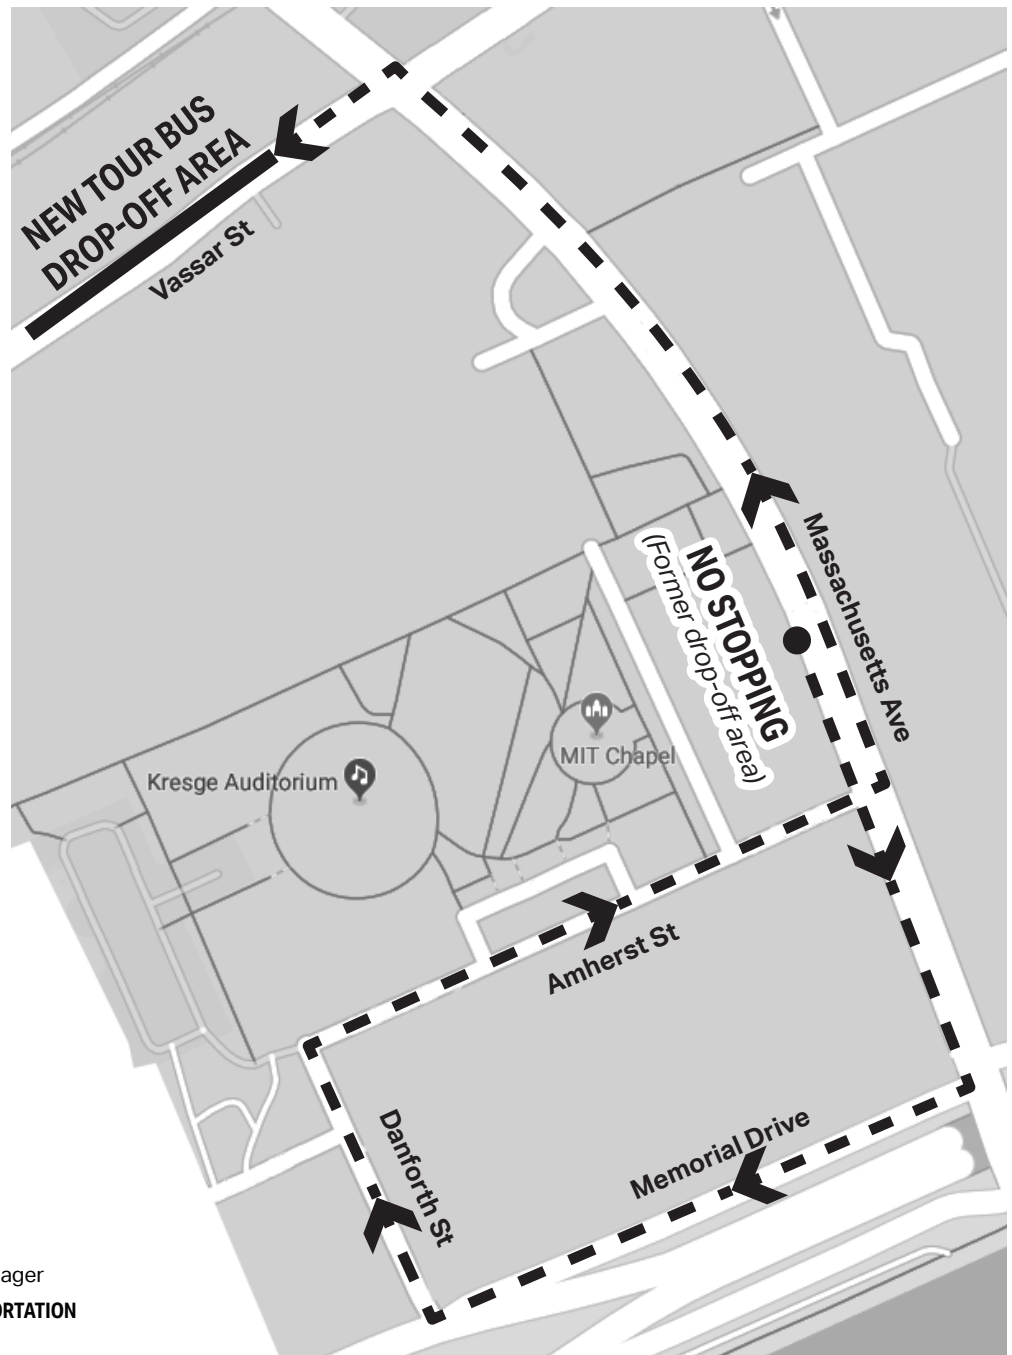 NEW TOUR BUS
DROP-OFF AREA
Vassar St
Massachusetts Ave
NO STOPPING
(Former drop-off area)
MIT Chapel
Kresge Auditorium
Amherst St
Danforth St
Memorial Drive
ager
ORTATION